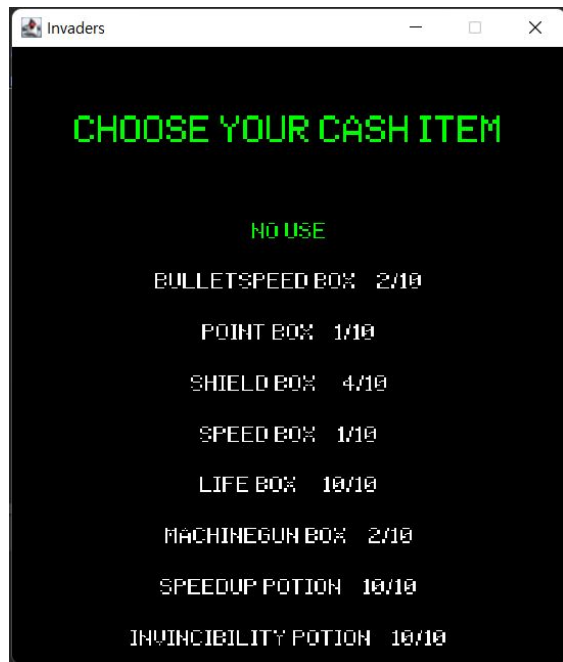 Invaders
CHOOSE YOUR CASH ITEM
NO USE
BULLETSPEED BOX 2/10
POINT BOX 1/10
SHIELD BOX 4/10
SPEED BOX 1/10
LIFE BOX 10/10
MACHINEGUN BOX 2/10
SPEEDUP POTION 10/10
INVINCIBILITY POTION 10/10